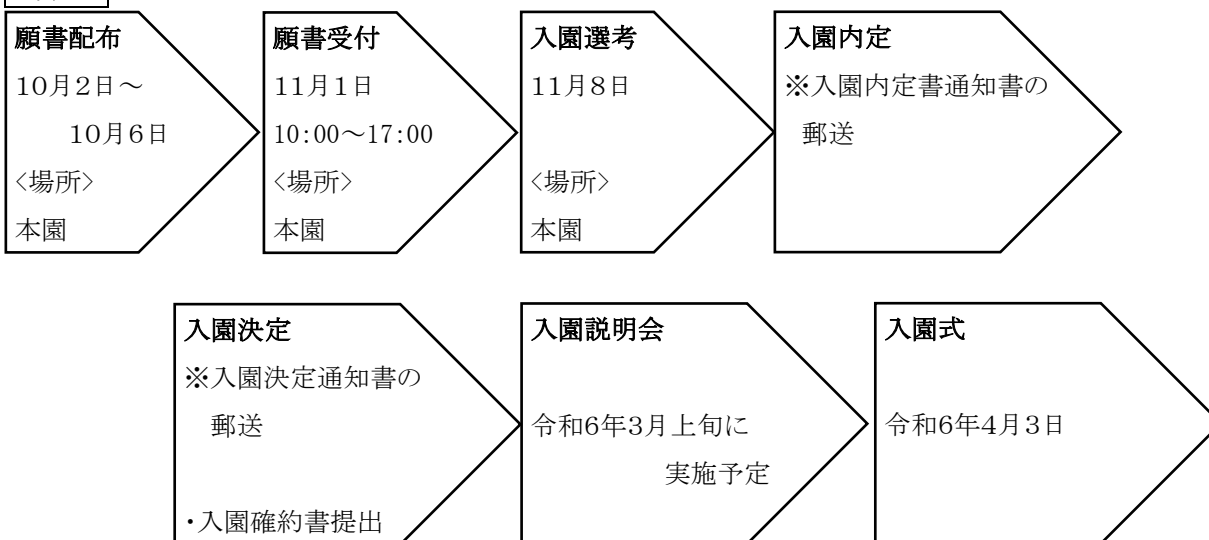 願書配布
10月2日～
10月6日
<場所>
本園
願書受付
11月1日
10:00～17:00
<場所>
本園
入園選考
11月8日
<場所>
本園
入園内定
※入園内定書通知書の
郵送
入園決定
※入園決定通知書の
郵送
・入園確約書提出
入園説明会
令和6年3月上旬に
実施予定
入園式
令和6年4月3日